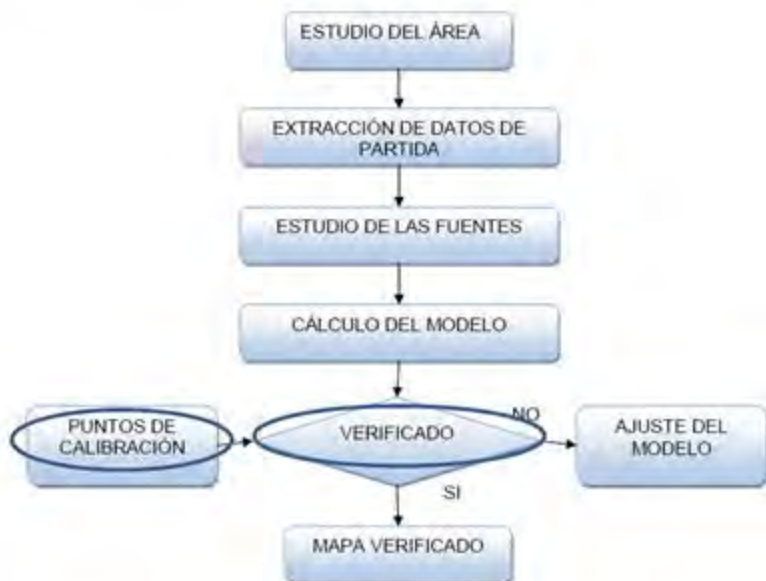 ESTUDIO DEL ÁREA
EXTRACCIÓN DE DATOS DE
PARTIDA
ESTUDIO DE LAS FUENTES
CÁLCULO DEL MODELO
PUNTOS DE
CALIBRACIÓN
VERIFICADO
NO
AJUSTE DEL
MODELO
SI
MAPA VERIFICADO